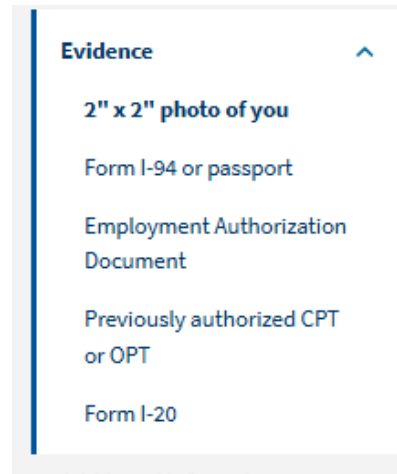 Evidence
2" x 2" photo of you
Form I-94 or passport
Employment Authorization
Document
Previously authorized CPT
or OPT
Form I-20